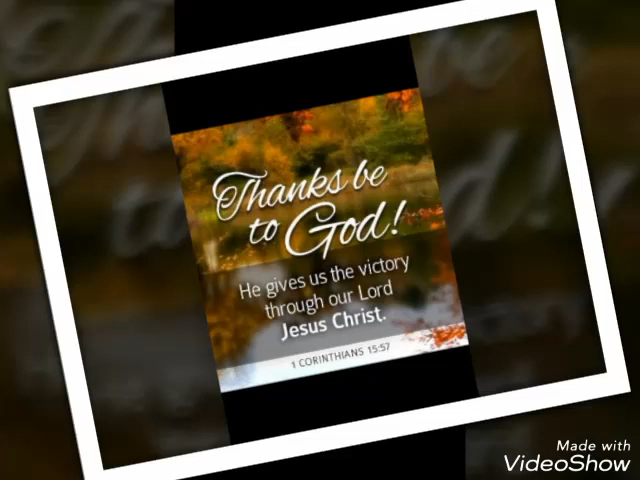 Thanks be
to God!
He gives us the victory
through our Lord
Jesus Christ.
1 CORINTHIANS 15:57
Made with
VideoShow